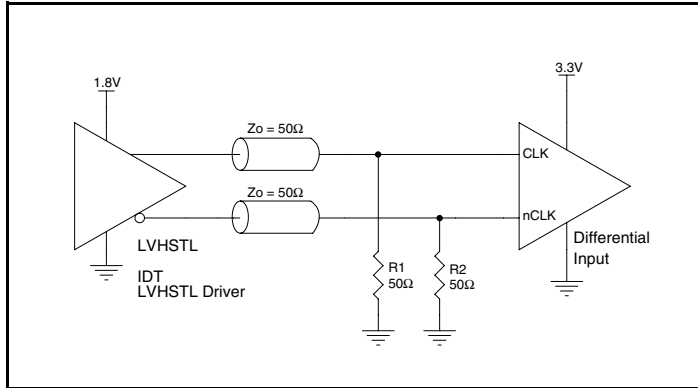 1.8V
3.3V
Zo = 50Ω
CLK
Zo = 50Ω
nCLK
LVHSTL
IDT
LVHSTL Driver
R1
50Ω
R2
50Ω
Differential
Input